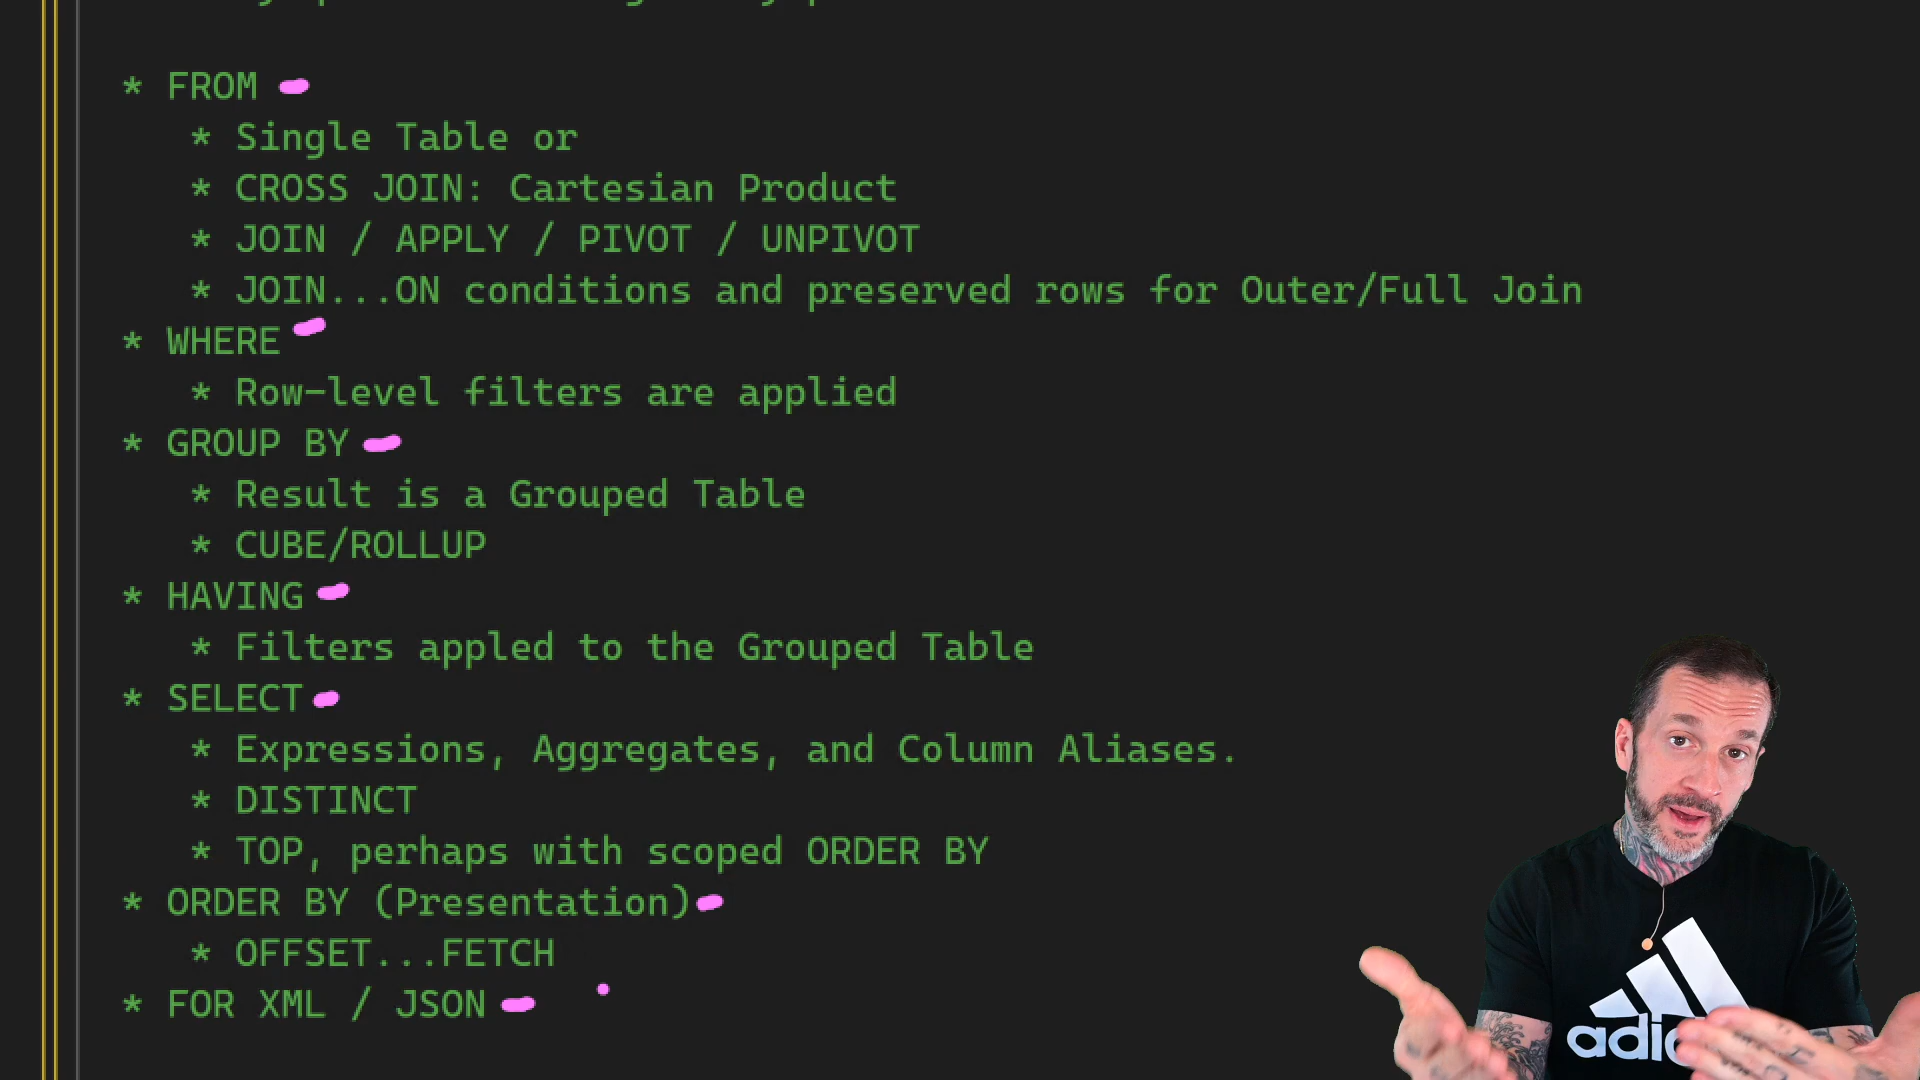 * FROM
* Single Table or
* CROSS JOIN: Cartesian Product
* JOIN / APPLY / PIVOT / UNPIVOT
* JOIN...ON conditions and preserved rows for Outer/Full Join
* WHERE
* Row-level filters are applied
* GROUP BY
* Result is a Grouped Table
* CUBE/ROLLUP
* HAVING
* Filters appled to the Grouped Table
* SELECT
* Expressions, Aggregates, and Column Aliases.
* DISTINCT
* TOP, perhaps with scoped ORDER BY
* ORDER BY (Presentation)
* OFFSET...FETCH
* FOR XML / JSON